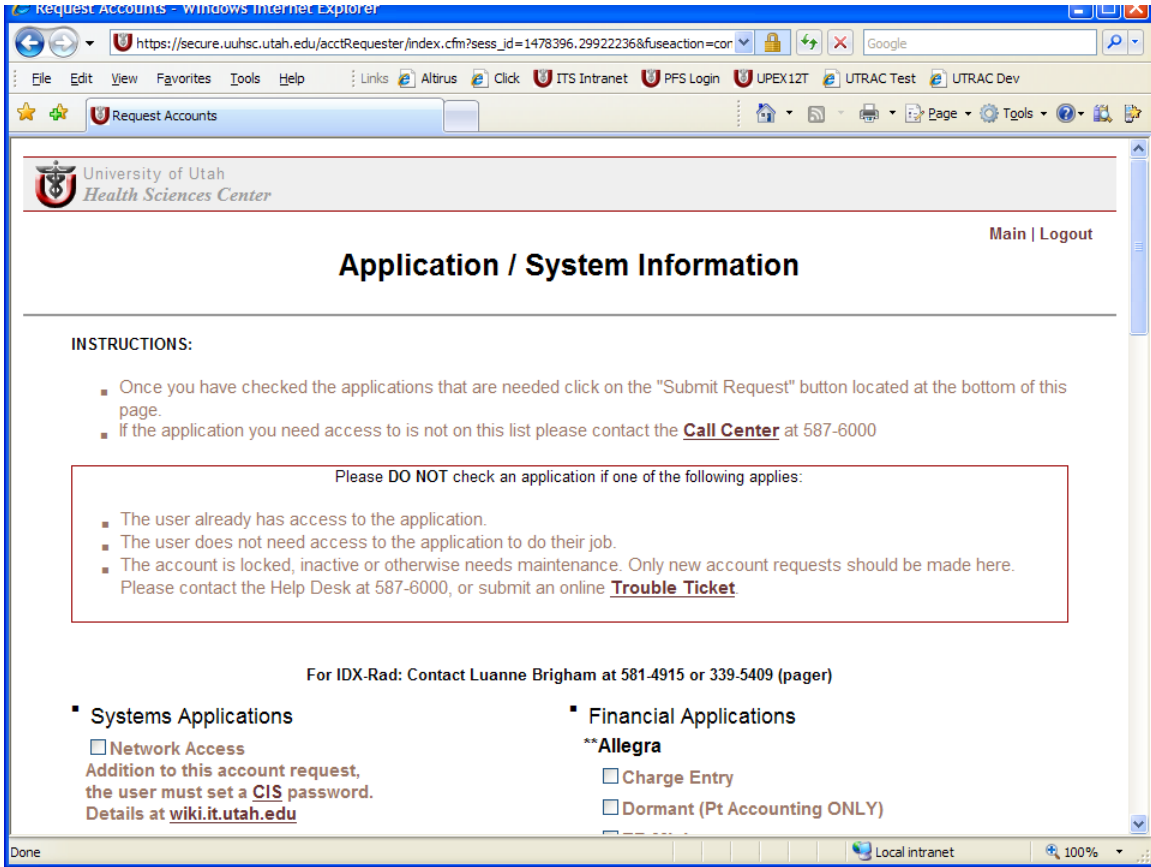 Request Accounts - Windows Internet Explorer
https://secure.uuhsc.utah.edu/acctRequester/index.cfm?sess_id=1478396.29922236&fuseaction=con
Google
File Edit View Favorites Tools Help Links Altirus Click ITS Intranet PFS Login UPEX12T UTRAC Test UTRAC Dev
Request Accounts Page Tools
University of Utah
Health Sciences Center
Main | Logout
Application / System Information
INSTRUCTIONS:
Once you have checked the applications that are needed click on the "Submit Request" button located at the bottom of this
page.
If the application you need access to is not on this list please contact the Call Center at 587-6000
Please DO NOT check an application if one of the following applies:
The user already has access to the application.
The user does not need access to the application to do their job.
The account is locked, inactive or otherwise needs maintenance. Only new account requests should be made here.
Please contact the Help Desk at 587-6000, or submit an online Trouble Ticket.
For IDX-Rad: Contact Luanne Brigham at 581-4915 or 339-5409 (pager)
Systems Applications
Network Access
Addition to this account request,
the user must set a CIS password.
Details at wiki.it.utah.edu
Financial Applications
**Allegra
Charge Entry
Dormant (Pt Accounting ONLY)
Done
Local intranet
100%